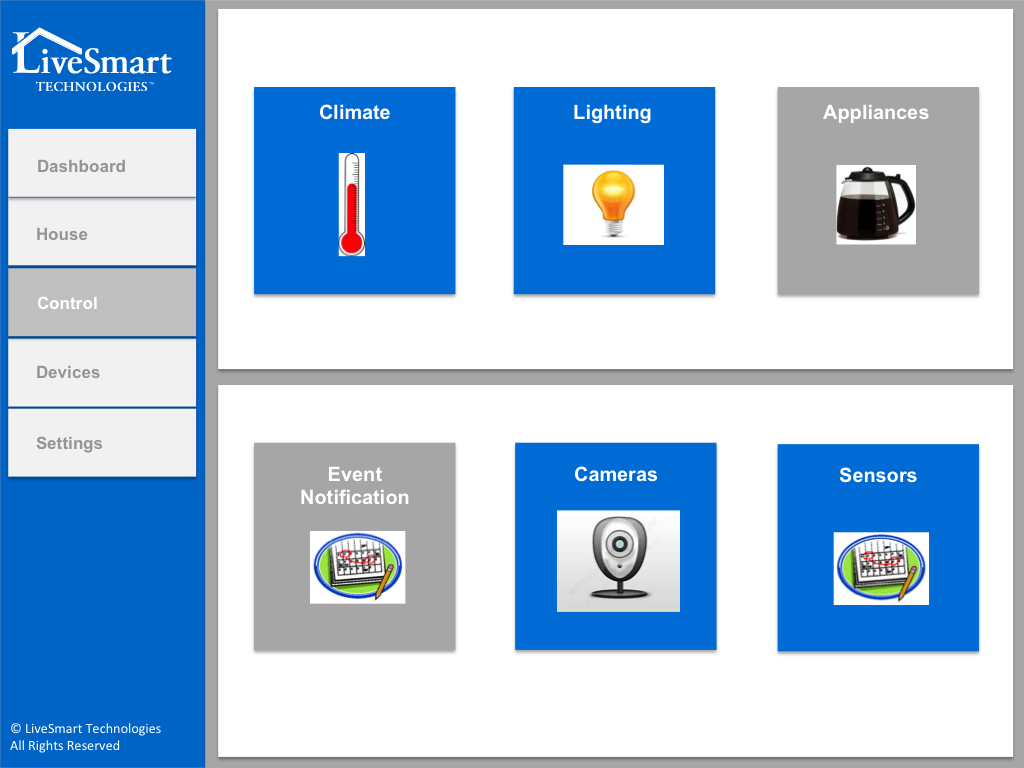 LiveSmart
TECHNOLOGIES™
Dashboard
House
Control
Devices
Settings
© LiveSmart Technologies
All Rights Reserved
Climate
Lighting
Appliances
Event
Notification
Cameras
Sensors